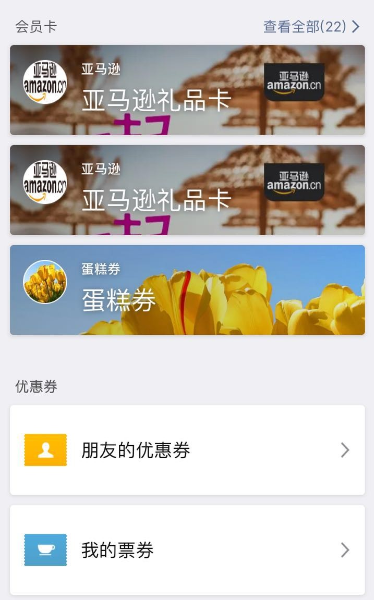 会员卡
查看全部(22)
亚马逊
amazon.cn
亚马逊
亚马逊礼品卡
亚马逊
amazon.cn
亚马逊
amazon.cn
亚马逊
亚马逊礼品卡
亚马逊
amazon.cn
蛋糕券
蛋糕券
优惠券
朋友的优惠券
我的票券